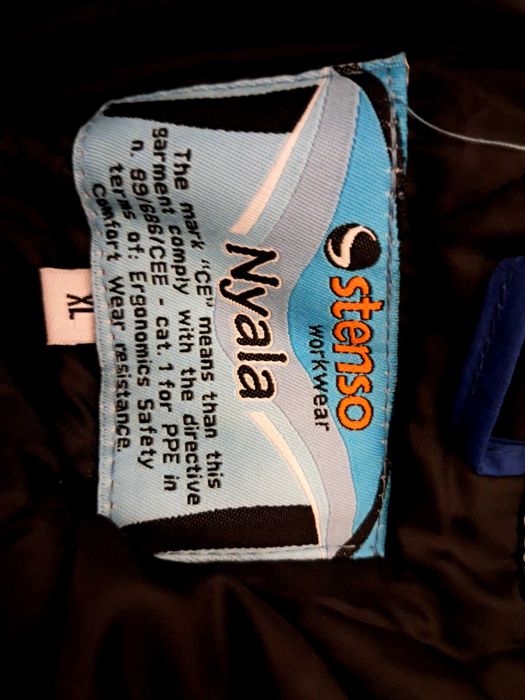 stenso
workwear
Nyala
The mark "CE" means than this
garment comply with the directive
n. 89/686/CEE - cat. 1 for PPE in
terms of: Ergonomics Safety
Comfort Wear resistance.
XL